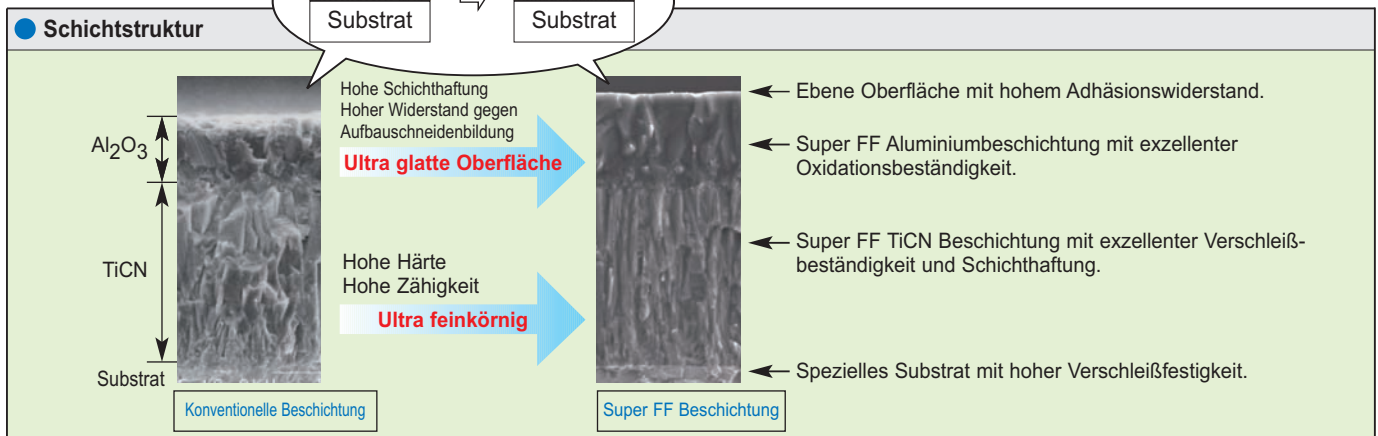 Substrat
Substrat
Schichtstruktur
Al2O3
TiCN
Substrat
Konventionelle Beschichtung
Hohe Schichthaftung
Hoher Widerstand gegen
Aufbauschneidenbildung
Ultra glatte Oberfläche
Hohe Härte
Hohe Zähigkeit
Ultra feinkörnig
Super FF Beschichtung
Ebene Oberfläche mit hohem Adhäsionswiderstand.
Super FF Aluminiumbeschichtung mit exzellenter
Oxidationsbeständigkeit.
Super FF TiCN Beschichtung mit exzellenter Verschleiß-
beständigkeit und Schichthaftung.
Spezielles Substrat mit hoher Verschleißfestigkeit.